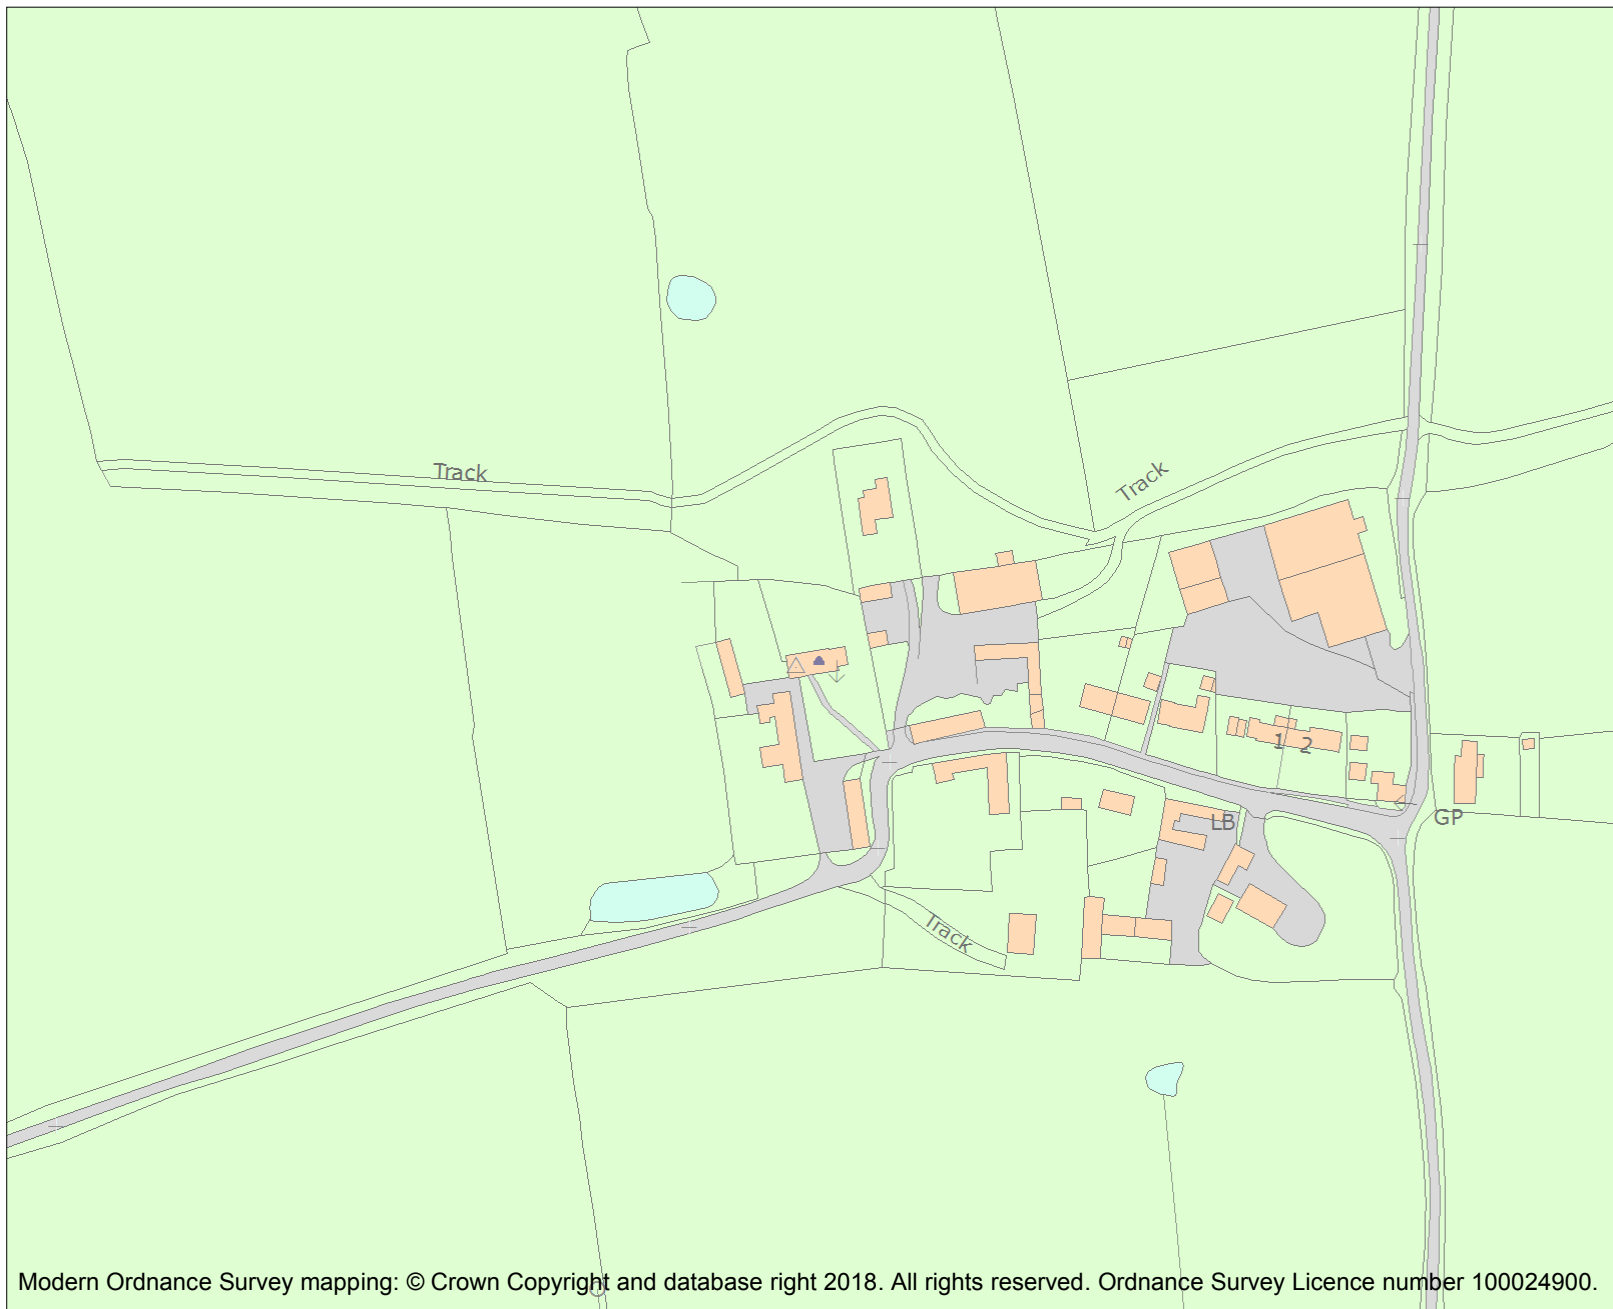 Track
Track
1 2
LB
GP
Track
Modern Ordnance Survey mapping: © Crown Copyright and database right 2018. All rights reserved. Ordnance Survey Licence number 100024900.